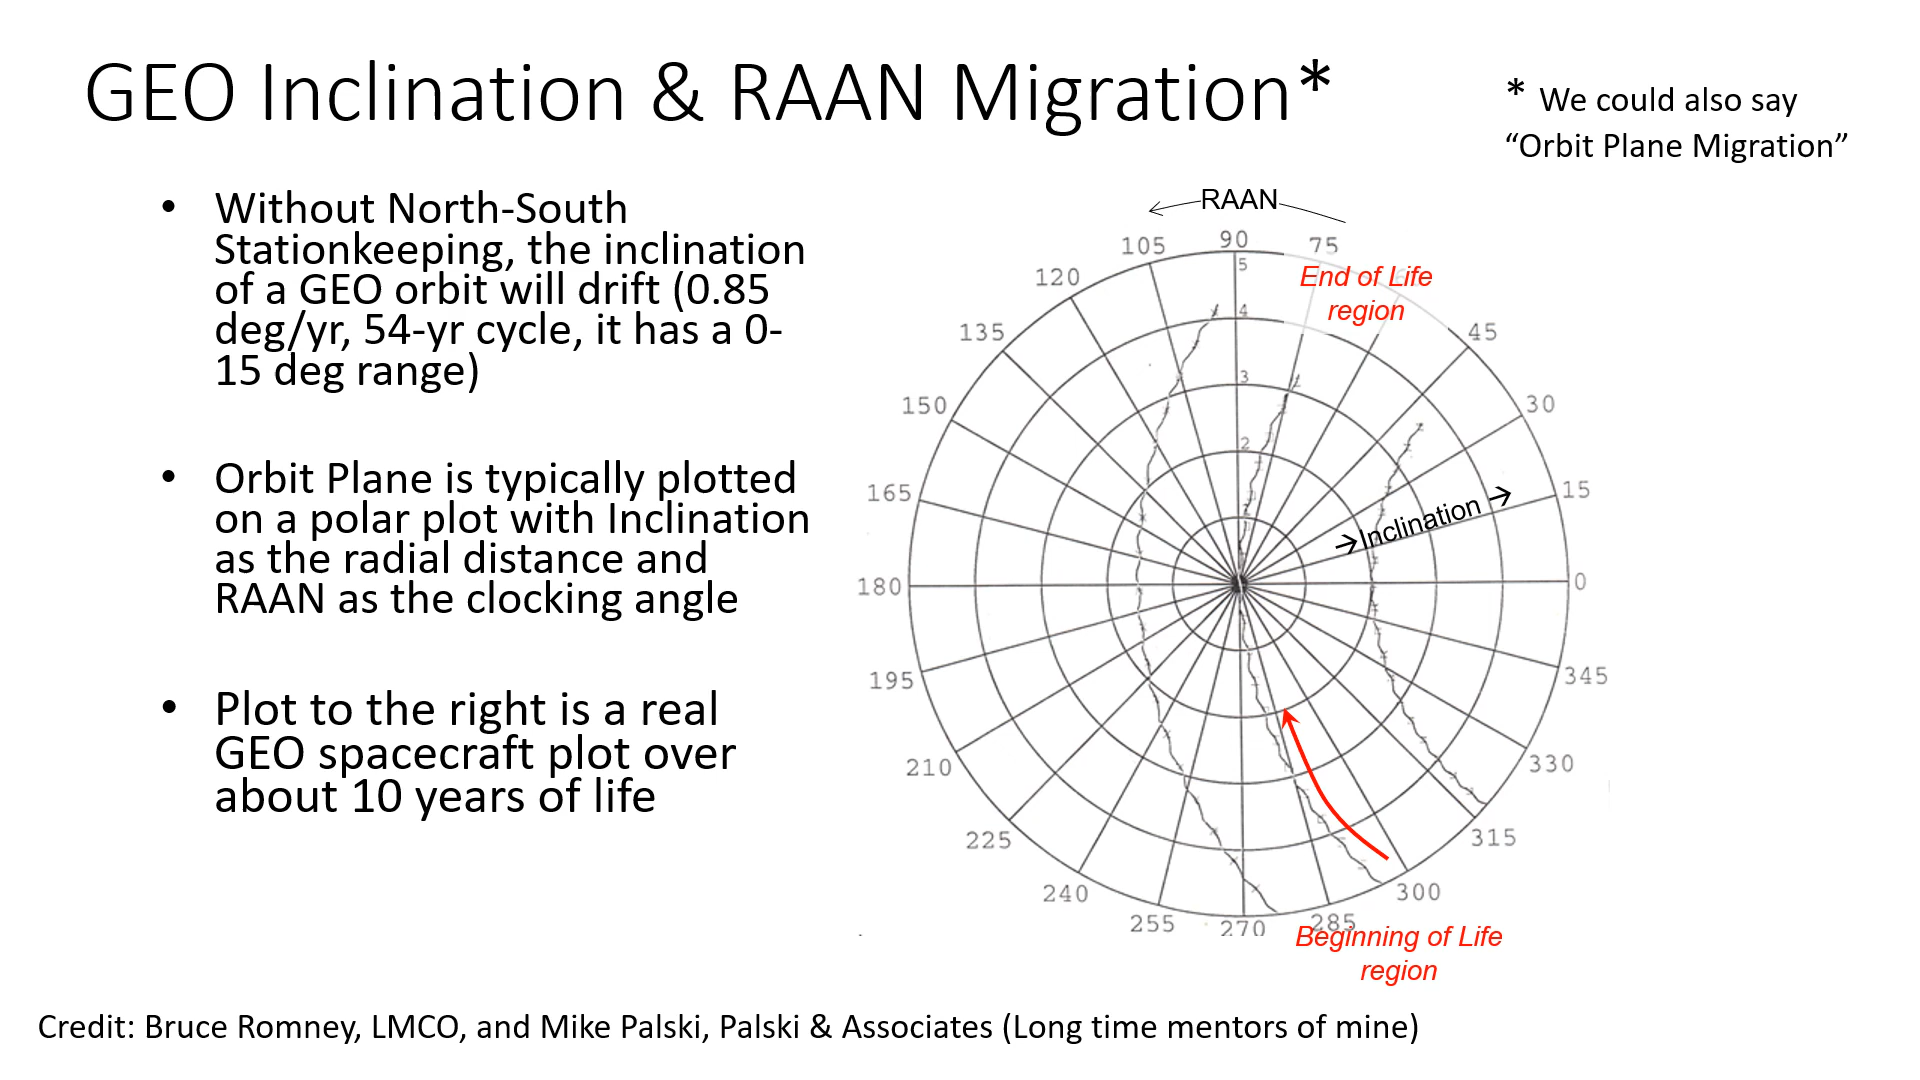 GEO Inclination & RAAN Migration*
* We could also say
“Orbit Plane Migration”
• Without North-South
Stationkeeping, the inclination
of a GEO orbit will drift (0.85
deg/yr, 54-yr cycle, it has a 0-
15 deg range)
• Orbit Plane is typically plotted
on a polar plot with Inclination
as the radial distance and
RAAN as the clocking angle
• Plot to the right is a real
GEO spacecraft plot over
about 10 years of life
RAAN
105 90 75
120
5
End of Life
region
4
135
45
3
150
30
2
165
15
Inclination
1
180
0
195
345
210
330
225
315
240
300
255 270 285
Beginning of Life
region
Credit: Bruce Romney, LMCO, and Mike Palski, Palski & Associates (Long time mentors of mine)